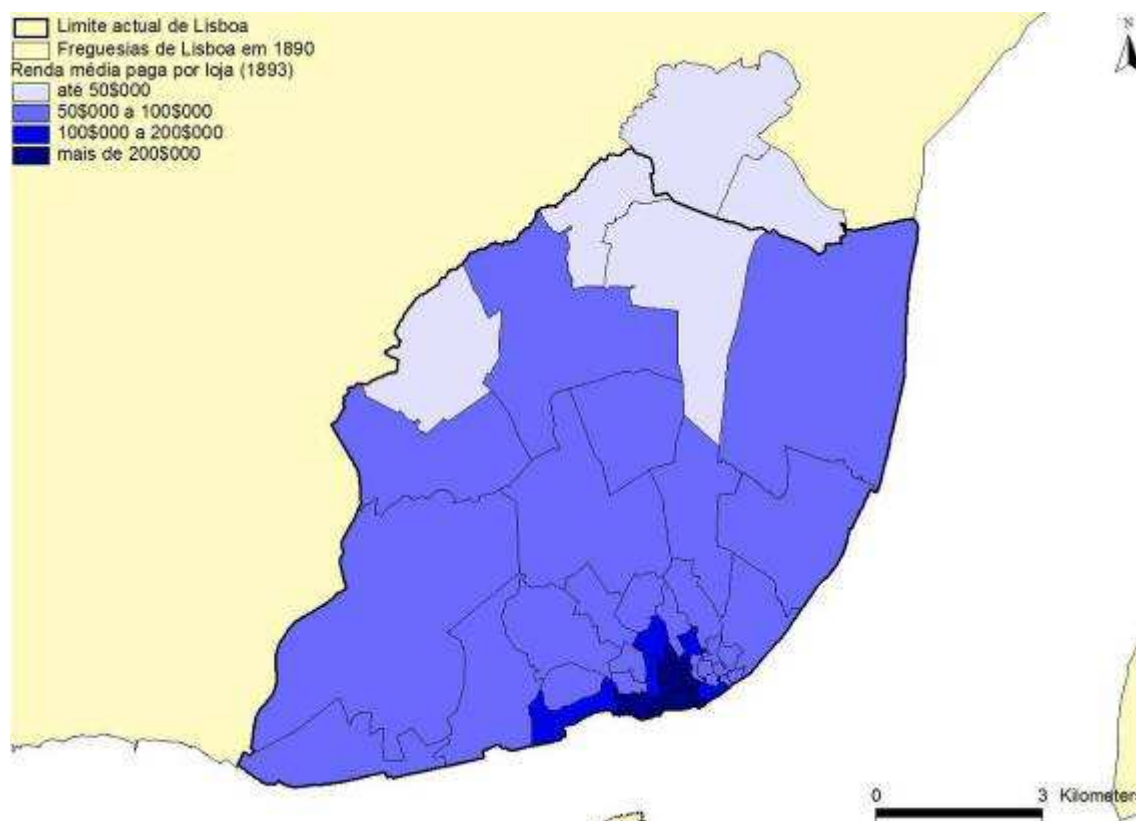 Limite actual de Lisboa
Freguesias de Lisboa em 1890
Renda média paga por loja (1893)
até 50$000
50$000 a 100$000
100$000 a 200$000
mais de 200$000
N
0 3 Kilometers